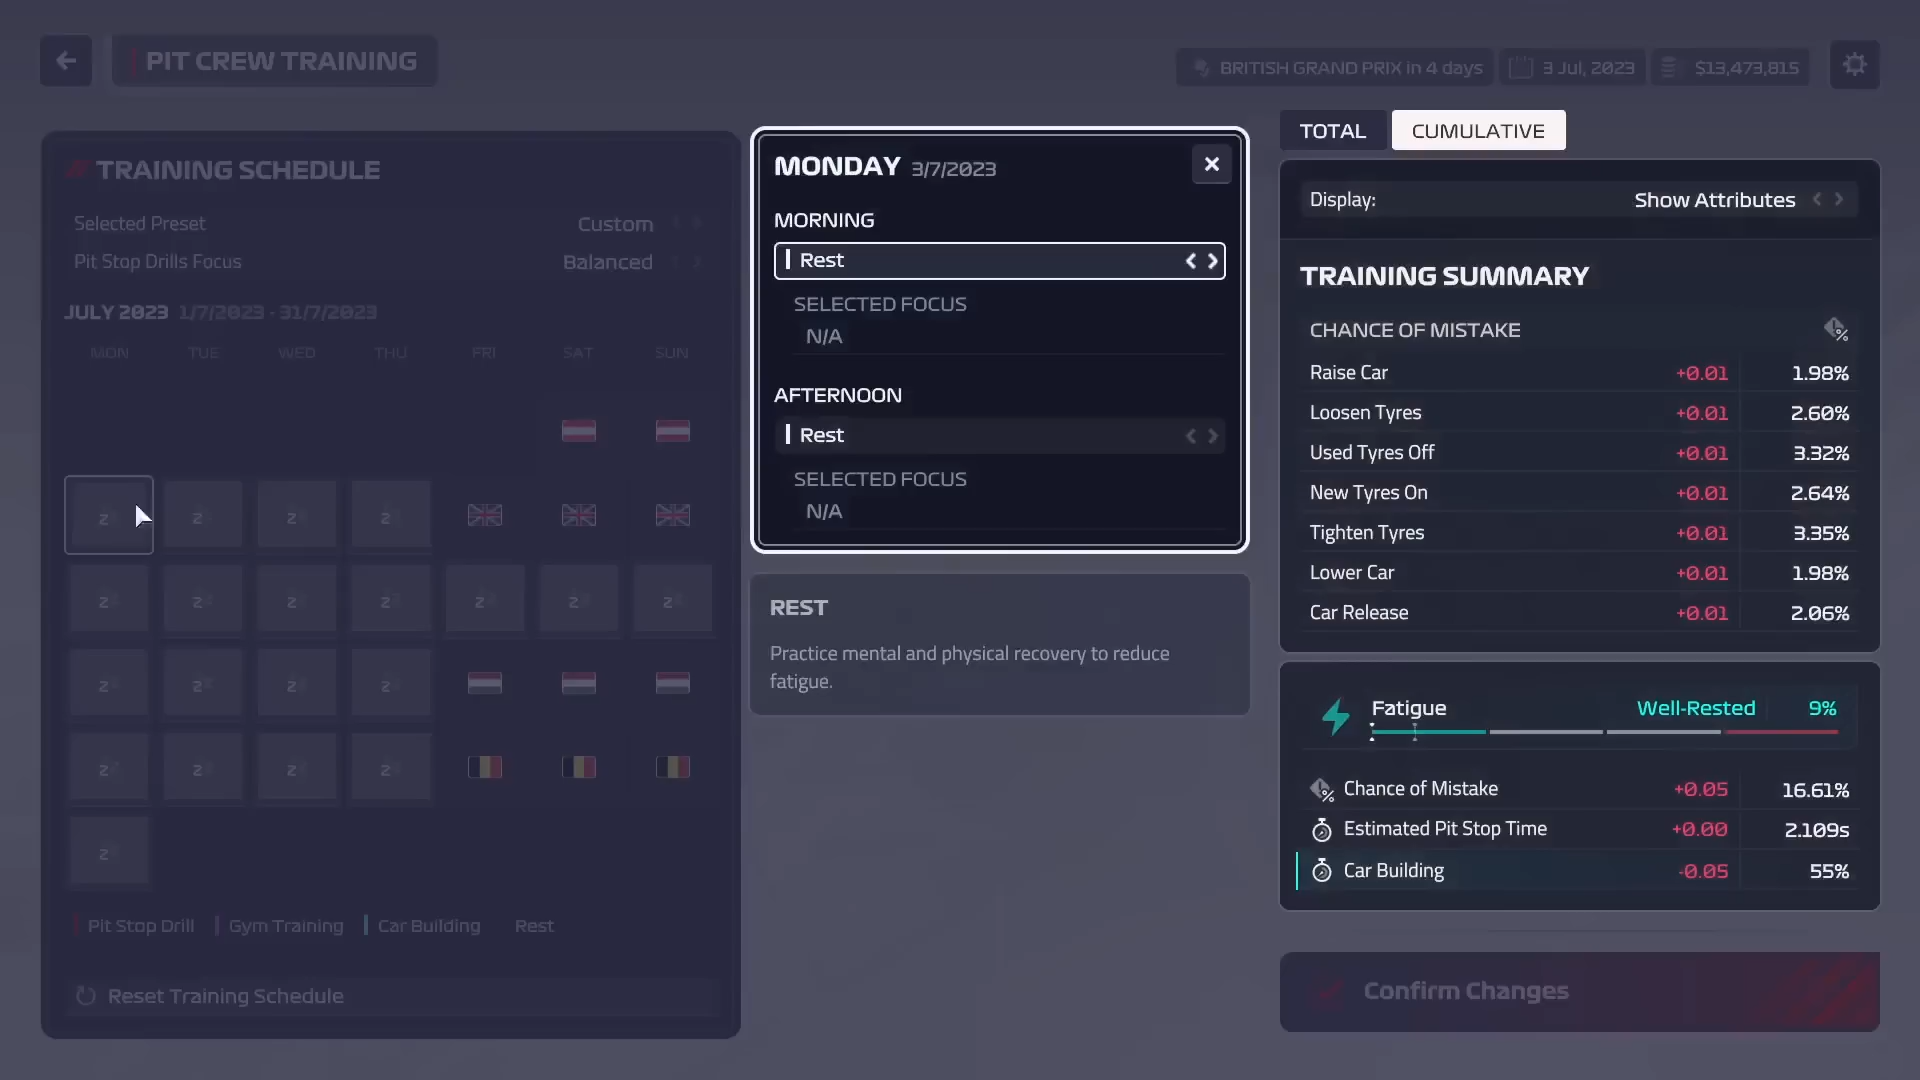 PIT CREW TRAINING
BRITISH GRAND PRIX in 4 days
3 Jul, 2023
$13,473,815
TRAINING SCHEDULE
Selected Preset
Custom
Pit Stop Drills Focus
Balanced
JULY 2023 1/7/2023 - 31/7/2023
MON TUE WED THU FRI SAT SUN
z z z z
z z z z z z z
z z z z
z z z z
z
Pit Stop Drill Gym Training Car Building Rest
Reset Training Schedule
MONDAY 3/7/2023
MORNING
Rest
SELECTED FOCUS
N/A
AFTERNOON
Rest
SELECTED FOCUS
N/A
REST
Practice mental and physical recovery to reduce
fatigue.
TOTAL CUMULATIVE
Display: Show Attributes
TRAINING SUMMARY
CHANCE OF MISTAKE
Raise Car +0.01 1.98%
Loosen Tyres +0.01 2.60%
Used Tyres Off +0.01 3.32%
New Tyres On +0.01 2.64%
Tighten Tyres +0.01 3.35%
Lower Car +0.01 1.98%
Car Release +0.01 2.06%
Fatigue Well-Rested 9%
Chance of Mistake +0.05 16.61%
Estimated Pit Stop Time +0.00 2.109s
Car Building -0.05 55%
Confirm Changes